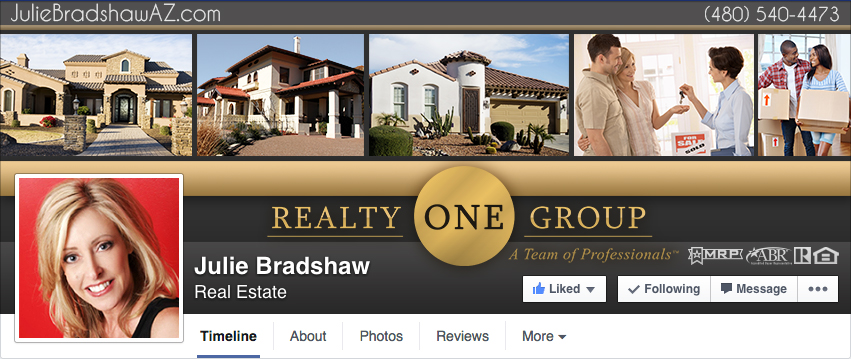 JulieBradshawAZ.com
(480) 540-4473
FOR SALE
SOLD
REALTY ONE GROUP
A Team of Professionals™
MRP
ABR
R
Julie Bradshaw
Real Estate
Liked
Following
Message
•••
Timeline
About
Photos
Reviews
More